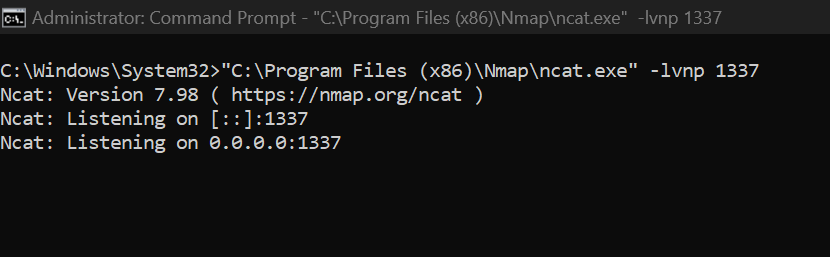 Administrator: Command Prompt - "C:\Program Files (x86)\Nmap\ncat.exe" -lvnp 1337
C:\Windows\System32>"C:\Program Files (x86)\Nmap\ncat.exe" -lvnp 1337
Ncat: Version 7.98 ( https://nmap.org/ncat )
Ncat: Listening on [::]:1337
Ncat: Listening on 0.0.0.0:1337